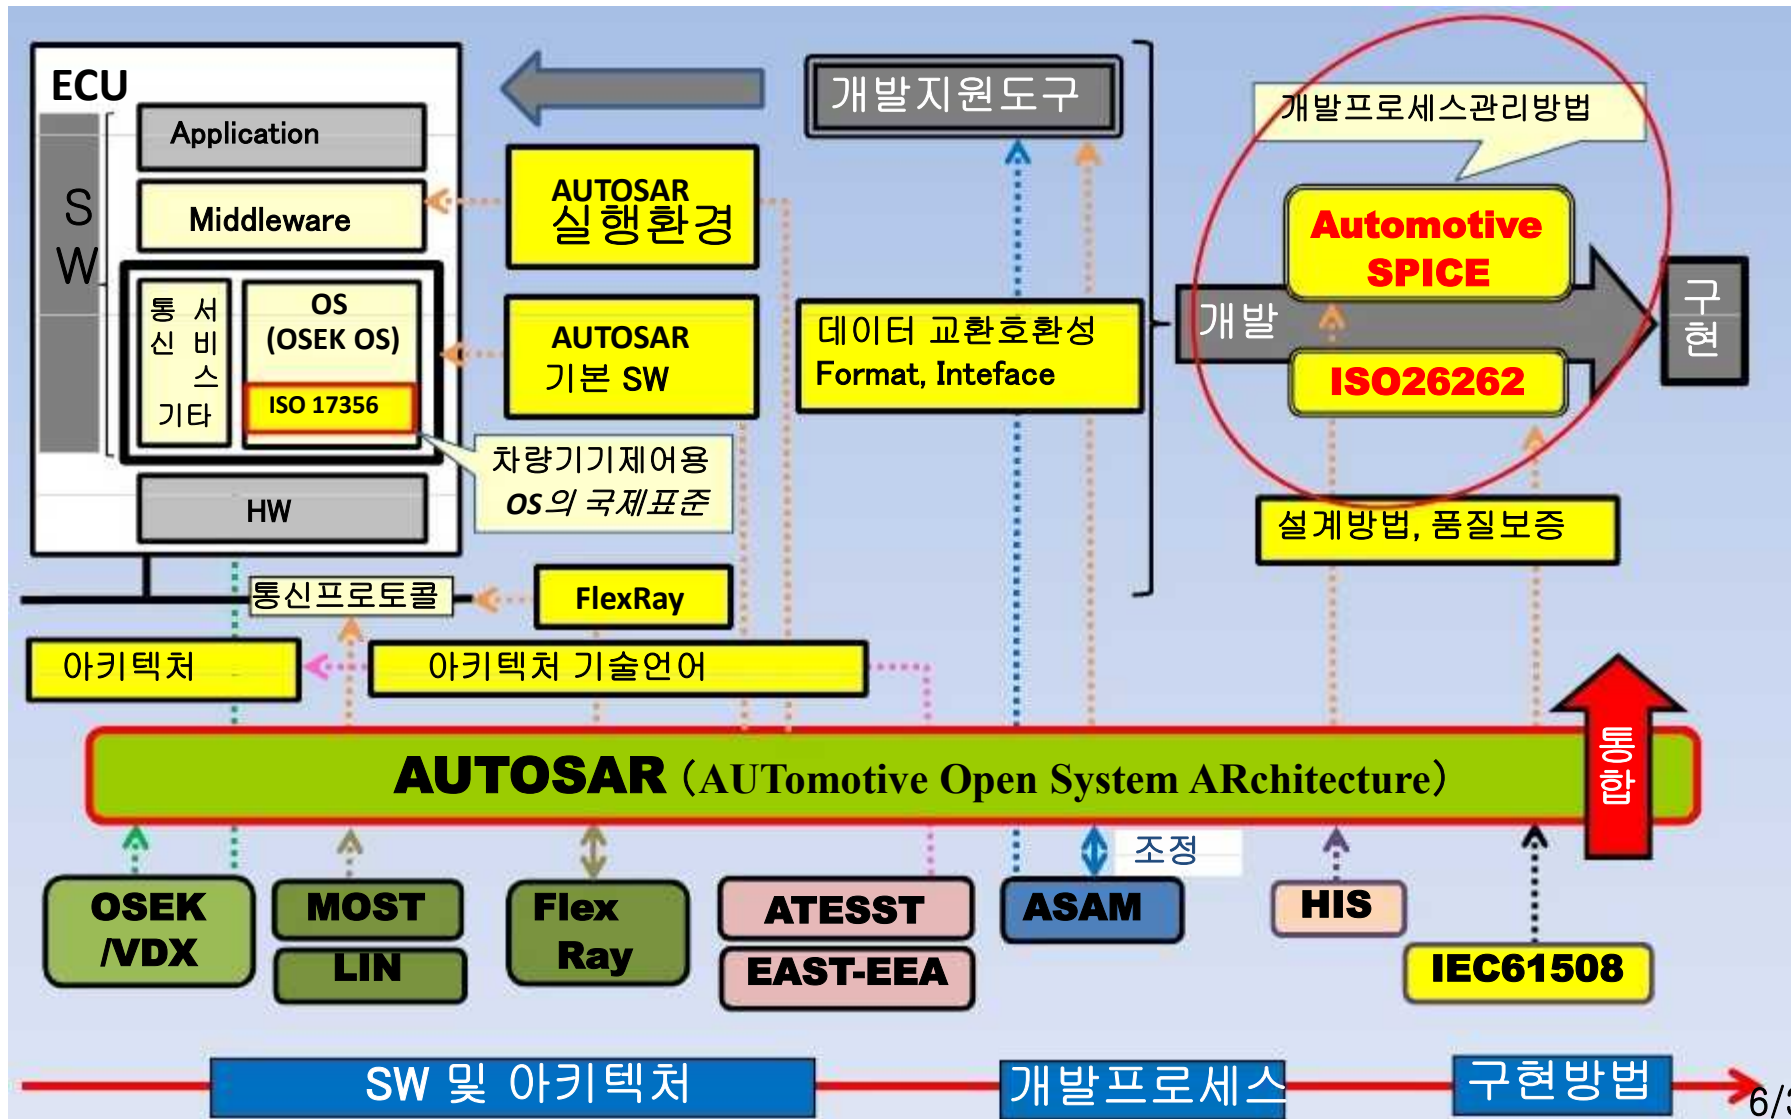 ECU
SW
Application
Middleware
통신 서비스 기타
OS
(OSEK OS)
ISO 17356
HW
AUTOSAR
실행환경
AUTOSAR
기본 SW
차량기기제어용
OS의 국제표준
통신프로토콜
FlexRay
아키텍처
아키텍처 기술언어
개발지원도구
데이터 교환호환성
Format, Inteface
개발프로세스관리방법
Automotive
SPICE
개발
ISO26262
구현
설계방법, 품질보증
통합
AUTOSAR (AUTomotive Open System ARchitecture)
조정
OSEK
/VDX
MOST
LIN
Flex
Ray
ATESST
EAST-EEA
ASAM
HIS
IEC61508
SW 및 아키텍처
개발프로세스
구현방법
6/